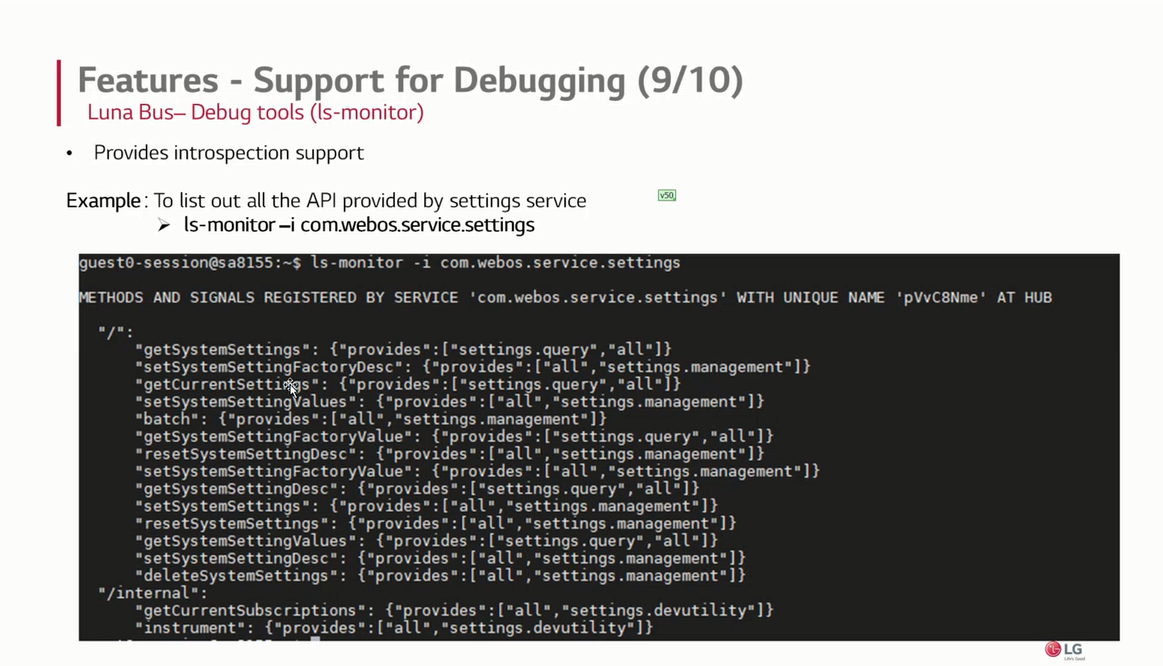 Features - Support for Debugging (9/10)
Luna Bus– Debug tools (ls-monitor)
• Provides introspection support
Example : To list out all the API provided by settings service
v50
➢ ls-monitor –i com.webos.service.settings
guest0-session@sa8155:~$ ls-monitor -i com.webos.service.settings
METHODS AND SIGNALS REGISTERED BY SERVICE 'com.webos.service.settings' WITH UNIQUE NAME 'pVvC8Nme' AT HUB
"/":
"getSystemSettings": {"provides":["settings.query","all"]}
"setSystemSettingFactoryDesc": {"provides":["all","settings.management"]}
"getCurrentSettings": {"provides":["settings.query","all"]}
"setSystemSettingValues": {"provides":["all","settings.management"]}
"batch": {"provides":["all","settings.management"]}
"getSystemSettingFactoryValue": {"provides":["settings.query","all"]}
"resetSystemSettingDesc": {"provides":["all","settings.management"]}
"setSystemSettingFactoryValue": {"provides":["all","settings.management"]}
"getSystemSettingDesc": {"provides":["settings.query","all"]}
"setSystemSettings": {"provides":["all","settings.management"]}
"resetSystemSettings": {"provides":["all","settings.management"]}
"getSystemSettingValues": {"provides":["settings.query","all"]}
"setSystemSettingDesc": {"provides":["all","settings.management"]}
"deleteSystemSettings": {"provides":["all","settings.management"]}
"/internal":
"getCurrentSubscriptions": {"provides":["all","settings.devutility"]}
"instrument": {"provides":["all","settings.devutility"]}
LG
Life's Good